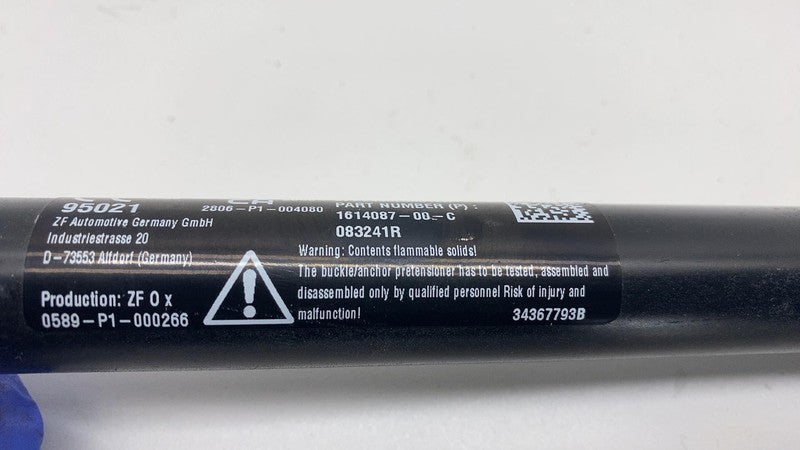 95021
ZF Automotive Germany GmbH
Industriestrasse 20
D-73553 Alfdorf (Germany)
Production: ZF O x
0589-P1-000266
2806-P1-004080
PART NUMBER (P) :
1614087-00-C
083241R
Warning: Contents flammable solids!
The buckle/anchor pretensioner has to be tested, assembled and
disassembled only by qualified personnel Risk of injury and
malfunction!
34367793B